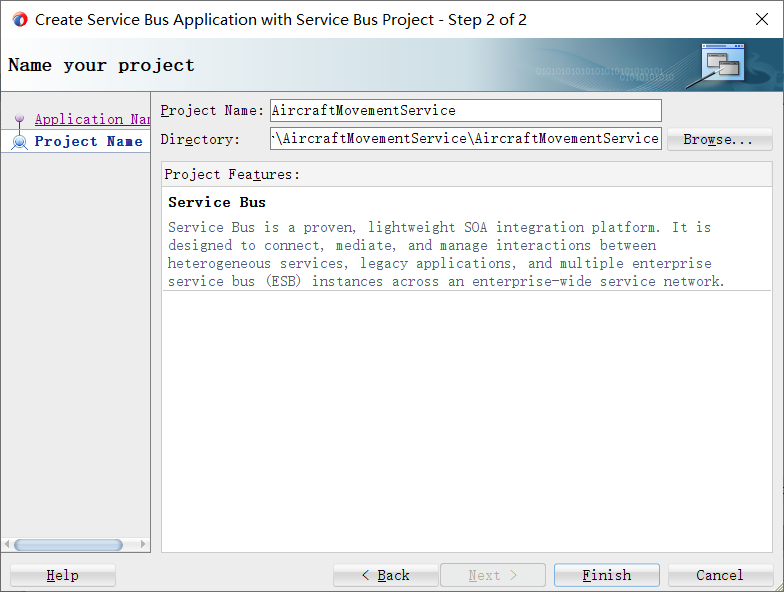 Create Service Bus Application with Service Bus Project - Step 2 of 2
Name your project
Application Nam
Project Name
Project Name: AircraftMovementService
Directory: \AircraftMovementService\AircraftMovementService Browse...
Project Features:
Service Bus
Service Bus is a proven, lightweight SOA integration platform. It is
designed to connect, mediate, and manage interactions between
heterogeneous services, legacy applications, and multiple enterprise
service bus (ESB) instances across an enterprise-wide service network.
Help < Back Next > Finish Cancel